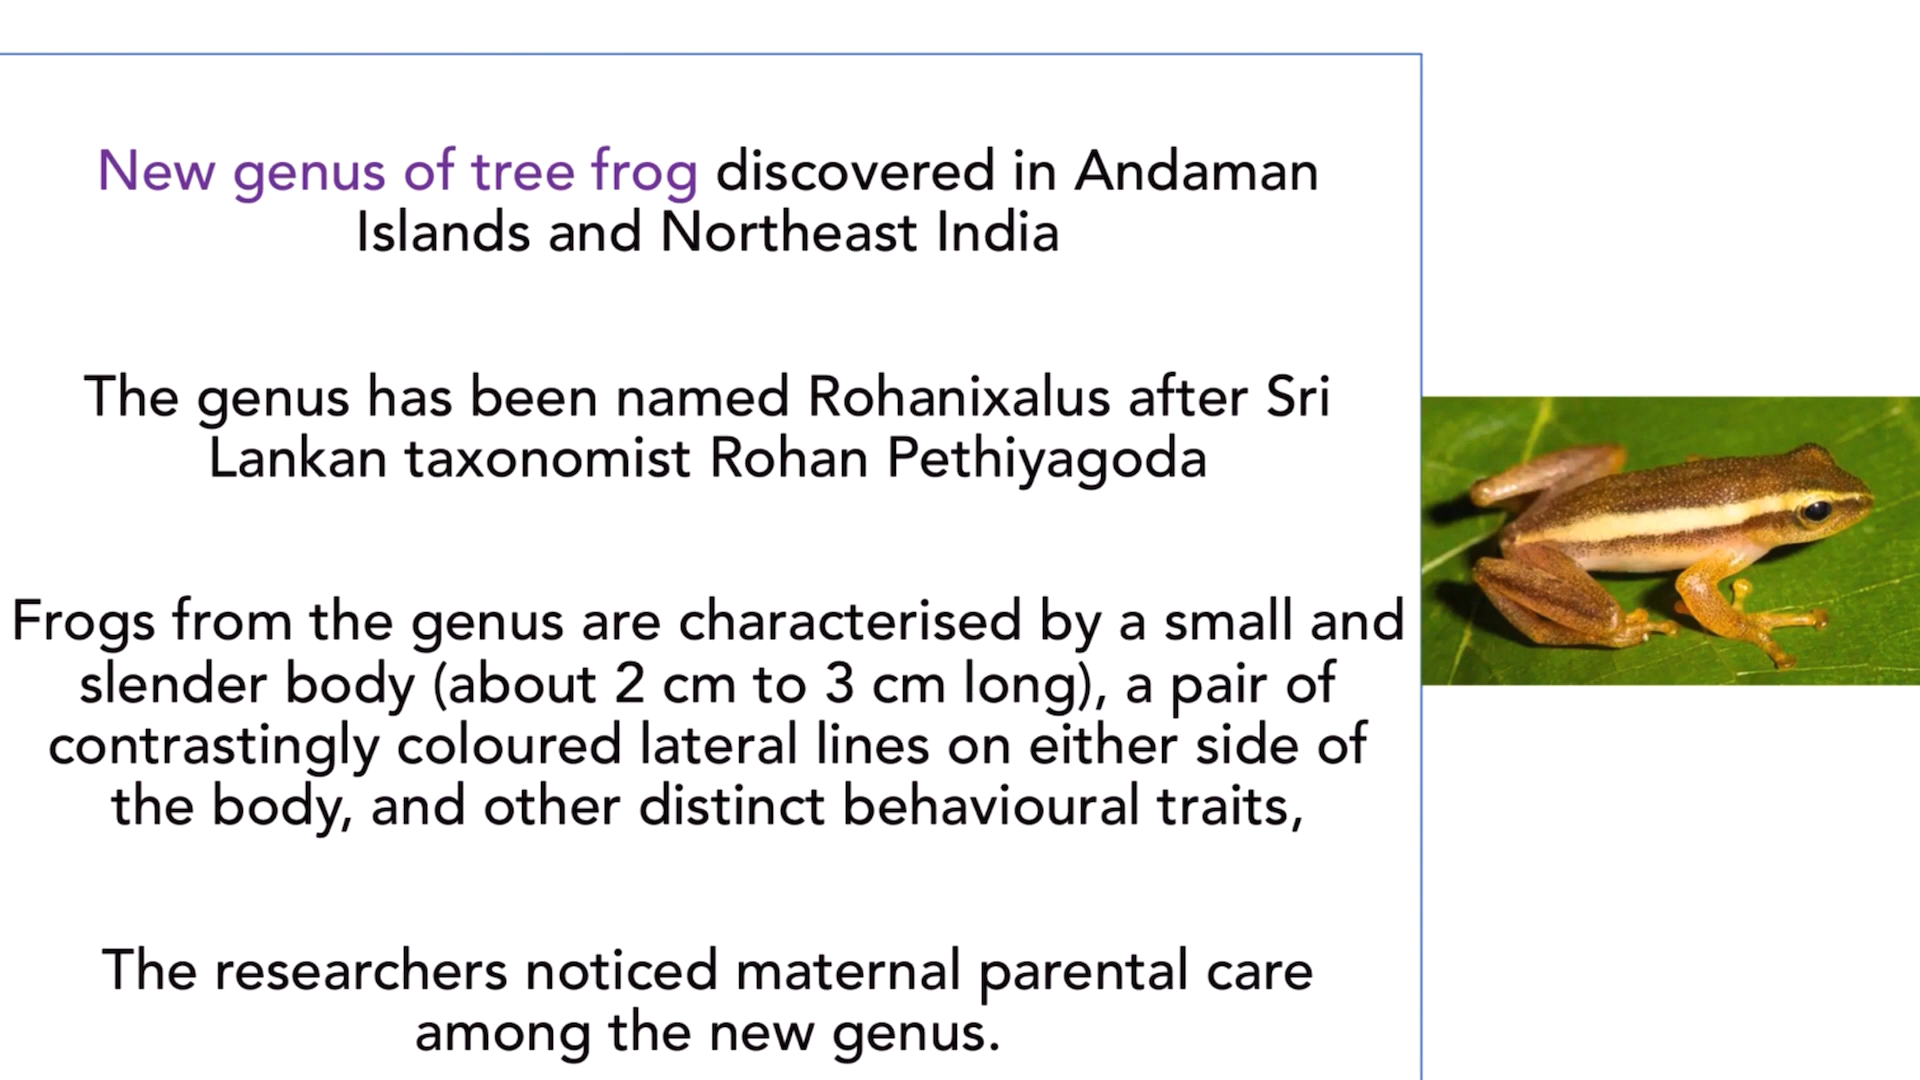 New genus of tree frog discovered in Andaman
Islands and Northeast India
The genus has been named Rohanixalus after Sri
Lankan taxonomist Rohan Pethiyagoda
Frogs from the genus are characterised by a small and
slender body (about 2 cm to 3 cm long), a pair of
contrastingly coloured lateral lines on either side of
the body, and other distinct behavioural traits,
The researchers noticed maternal parental care
among the new genus.